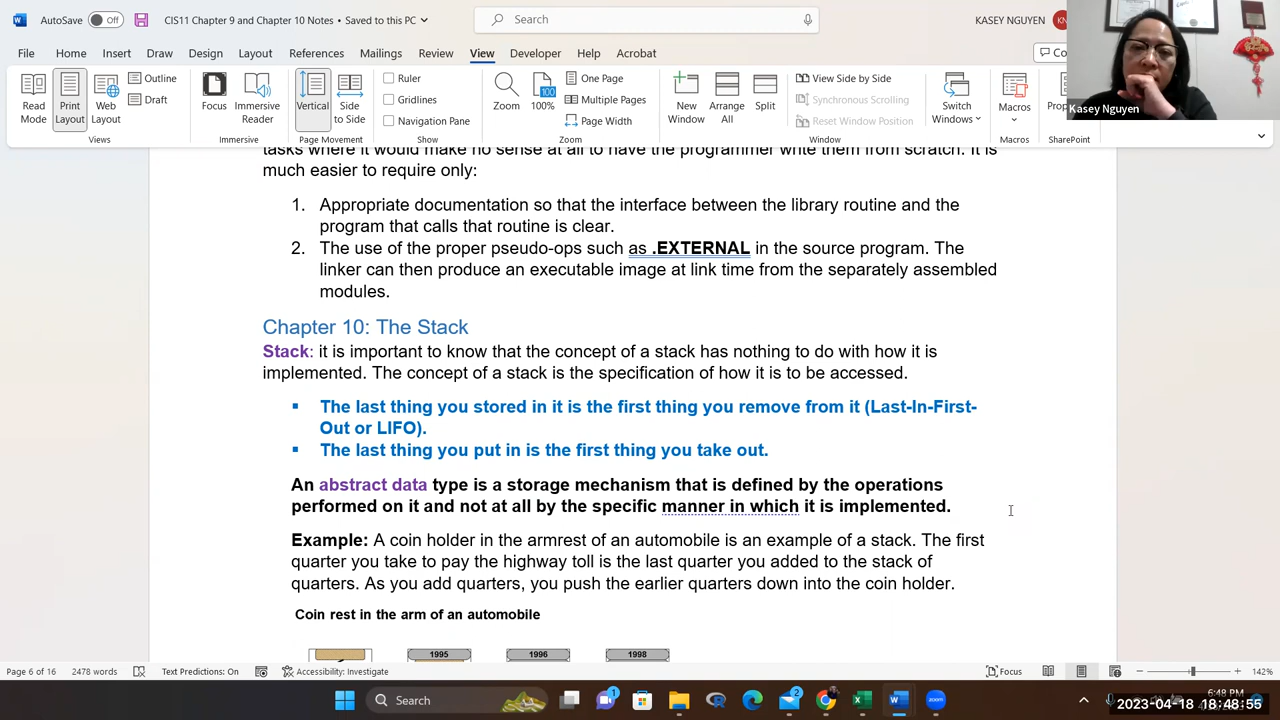 AutoSave Off CIS11 Chapter 9 and Chapter 10 Notes • Saved to this PC Search KASEY NGUYEN KN
File Home Insert Draw Design Layout References Mailings Review View Developer Help Acrobat Co
Read Mode Print Layout Web Layout Outline Draft Focus Immersive Reader Vertical Side to Side Ruler Gridlines Navigation Pane Zoom 100% One Page Multiple Pages Page Width New Window Arrange All Split View Side by Side Synchronous Scrolling Reset Window Position Switch Windows Macros
Kasey Nguyen
Views Immersive Page Movement Show Zoom Window Macros SharePoint
tasks where it would make no sense at all to have the programmer write them from scratch. It is
much easier to require only:
1. Appropriate documentation so that the interface between the library routine and the
program that calls that routine is clear.
2. The use of the proper pseudo-ops such as .EXTERNAL in the source program. The
linker can then produce an executable image at link time from the separately assembled
modules.
Chapter 10: The Stack
Stack: it is important to know that the concept of a stack has nothing to do with how it is
implemented. The concept of a stack is the specification of how it is to be accessed.
▪ The last thing you stored in it is the first thing you remove from it (Last-In-First-
Out or LIFO).
▪ The last thing you put in is the first thing you take out.
An abstract data type is a storage mechanism that is defined by the operations
performed on it and not at all by the specific manner in which it is implemented.
Example: A coin holder in the armrest of an automobile is an example of a stack. The first
quarter you take to pay the highway toll is the last quarter you added to the stack of
quarters. As you add quarters, you push the earlier quarters down into the coin holder.
Coin rest in the arm of an automobile
1995 1996 1998
Page 6 of 16 2478 words Text Predictions: On Accessibility: Investigate Focus 142%
Search 1 2 6:48 PM
2023-04-18 18:48:55